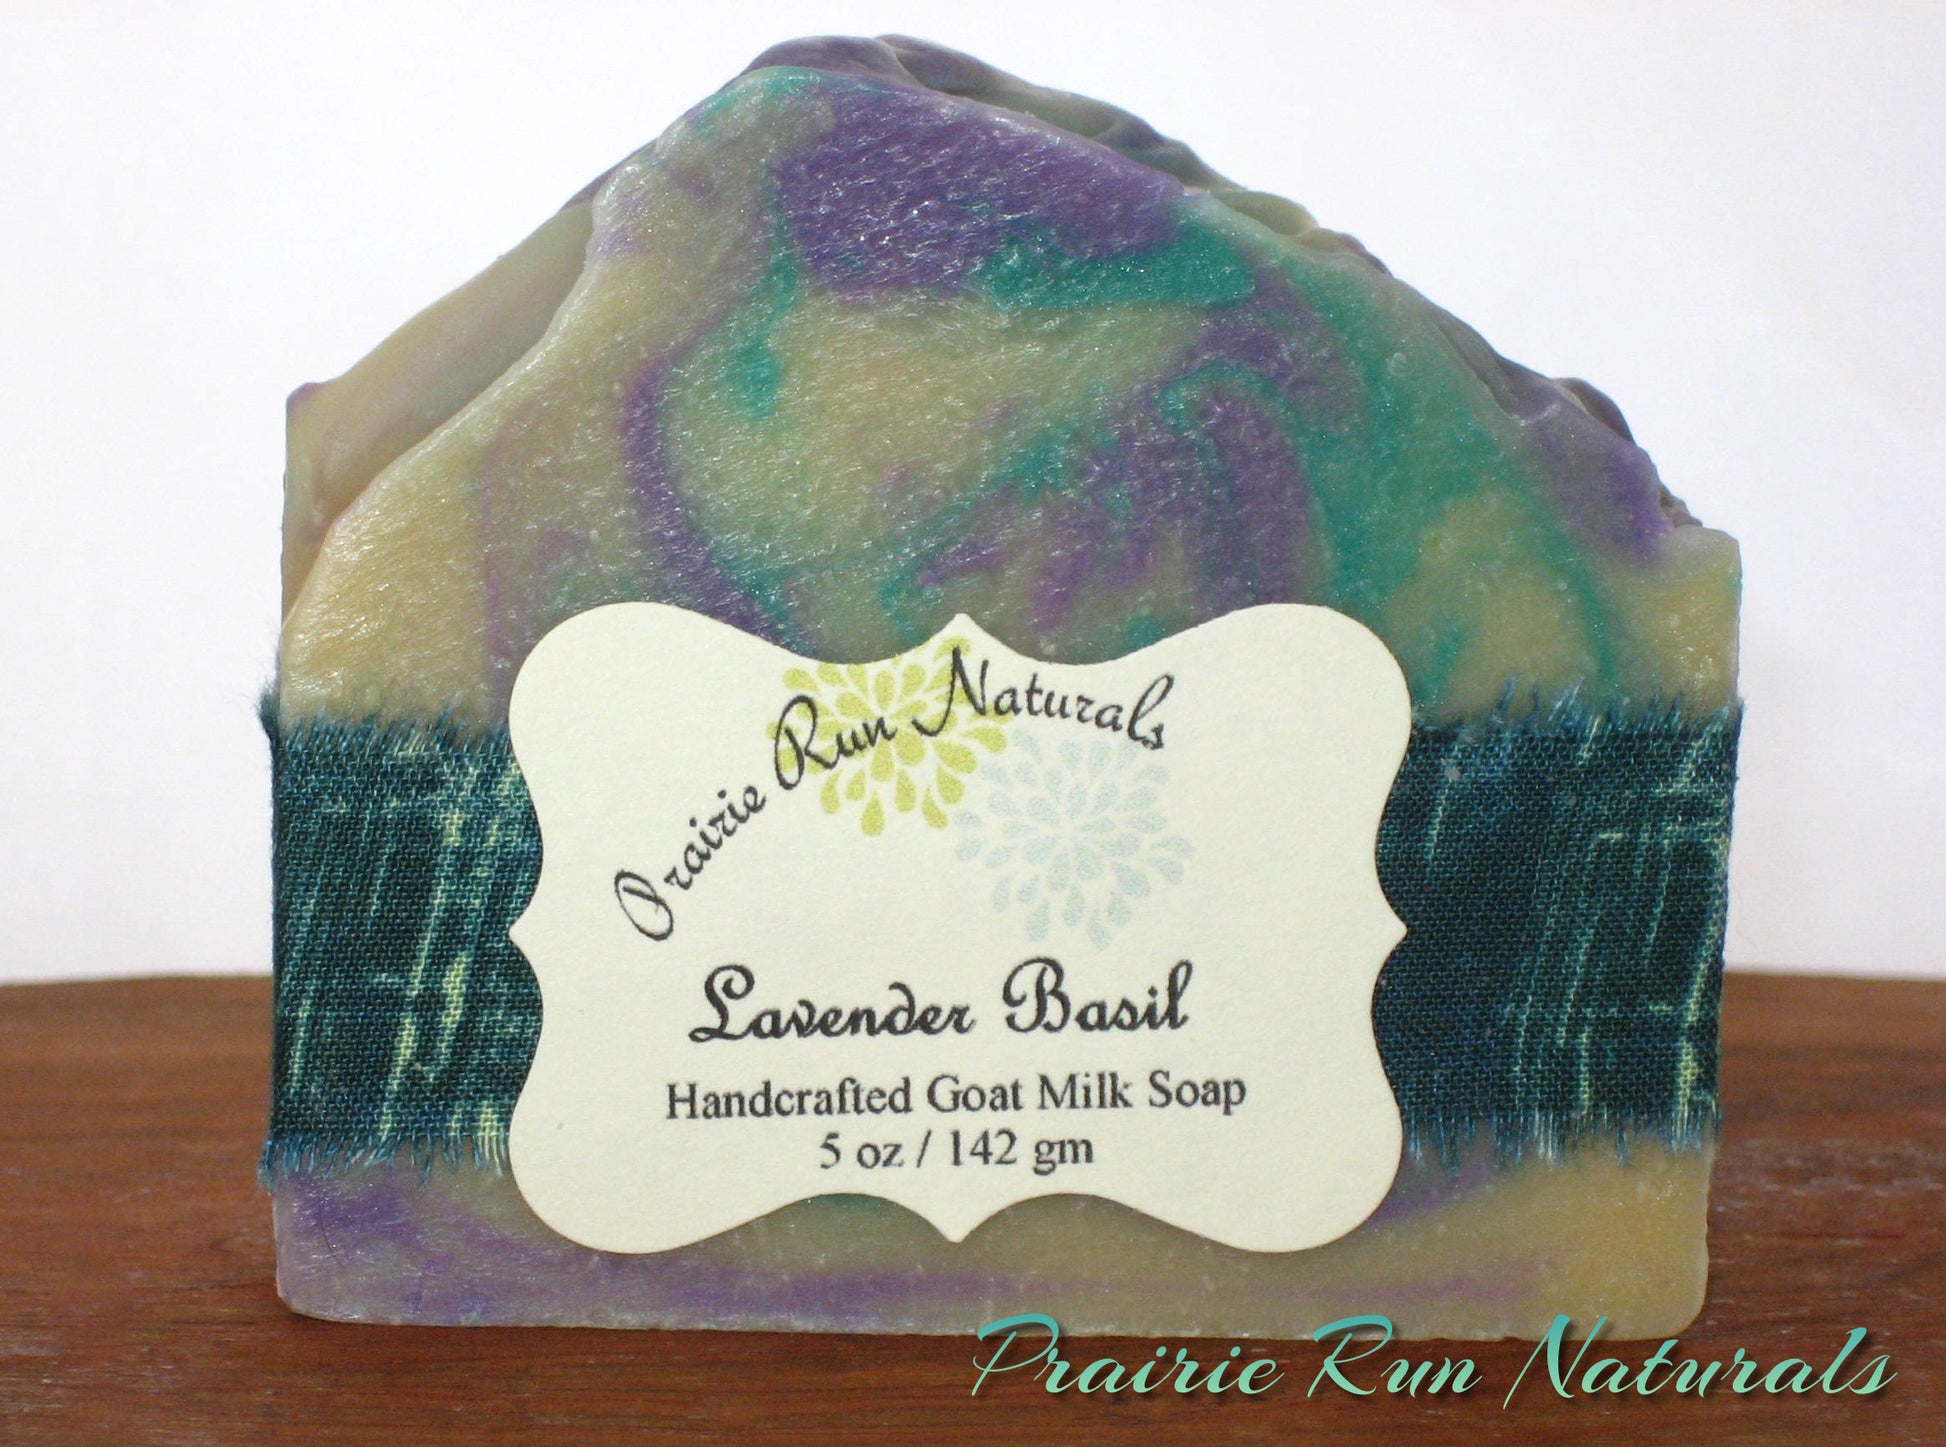 Prairie Run Naturals
Lavender Basil
Handcrafted Goat Milk Soap
5 oz / 142 gm
Prairie Run Naturals